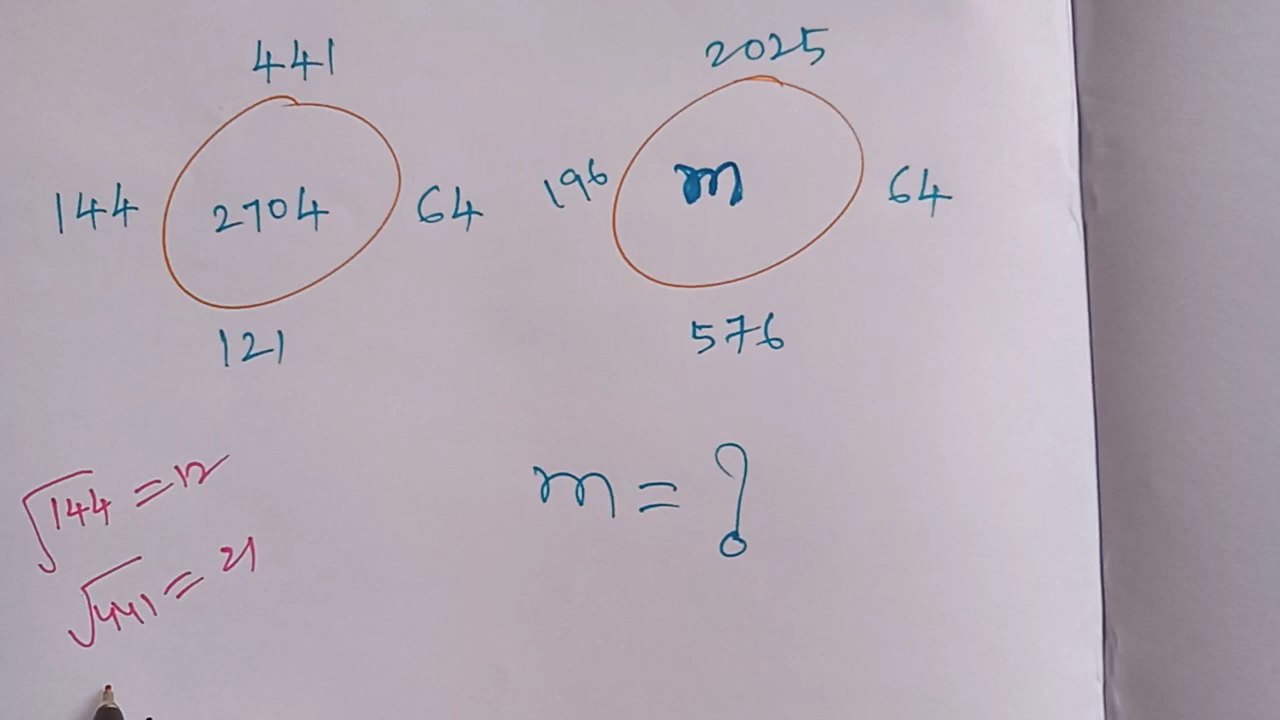 441
144 2704 64
121
2025
196 m 64
576
m = ?
√144 = 12
√441 = 21